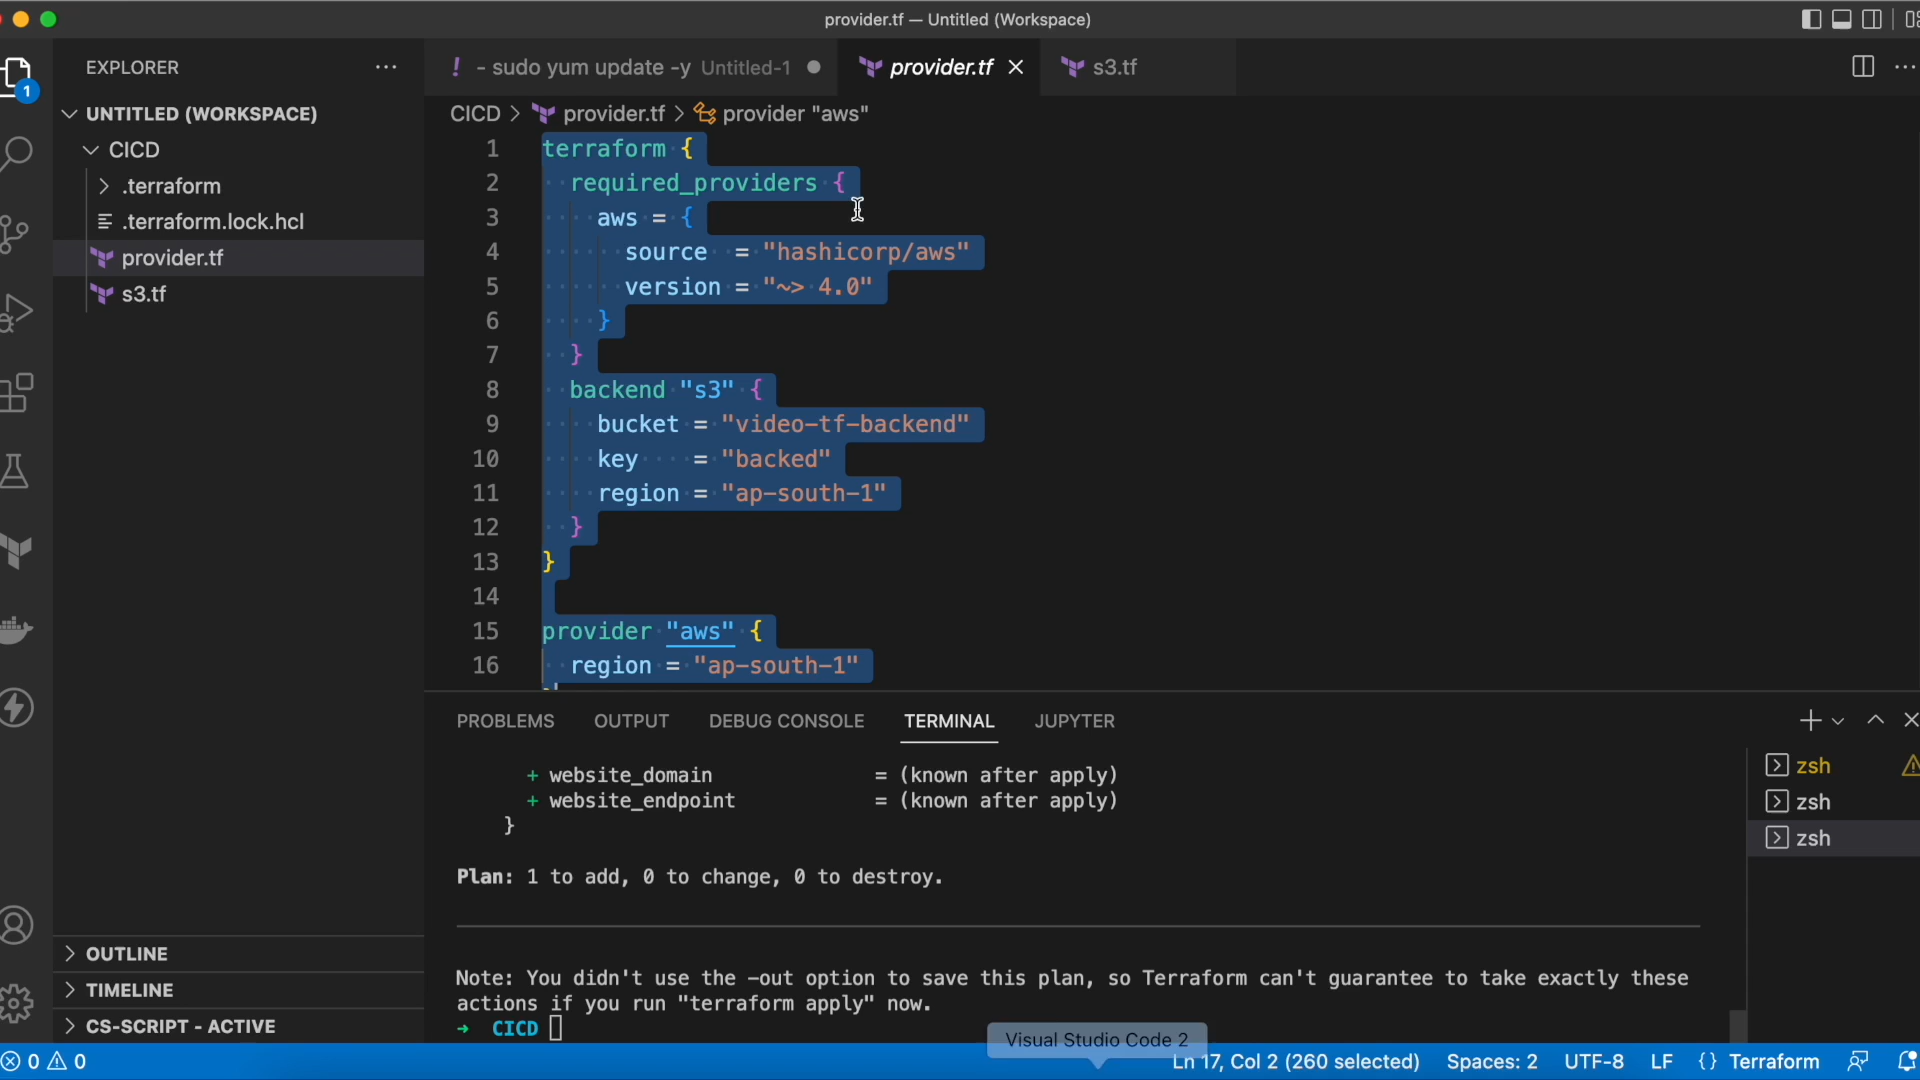 provider.tf — Untitled (Workspace)
EXPLORER
1
UNTITLED (WORKSPACE)
CICD
.terraform
.terraform.lock.hcl
provider.tf
s3.tf
OUTLINE
TIMELINE
CS-SCRIPT - ACTIVE
! - sudo yum update -y Untitled-1
provider.tf
s3.tf
CICD > provider.tf > provider "aws"
1 terraform {
2   required_providers {
3     aws = {
4       source  = "hashicorp/aws"
5       version = "~> 4.0"
6     }
7   }
8   backend "s3" {
9     bucket = "video-tf-backend"
10     key    = "backed"
11     region = "ap-south-1"
12   }
13 }
14
15 provider "aws" {
16   region = "ap-south-1"
PROBLEMS OUTPUT DEBUG CONSOLE TERMINAL JUPYTER
+ website_domain = (known after apply)
+ website_endpoint = (known after apply)
}
Plan: 1 to add, 0 to change, 0 to destroy.
Note: You didn't use the -out option to save this plan, so Terraform can't guarantee to take exactly these
actions if you run "terraform apply" now.
→ CICD
zsh
zsh
zsh
Visual Studio Code 2
0 0
Ln 17, Col 2 (260 selected) Spaces: 2 UTF-8 LF {} Terraform